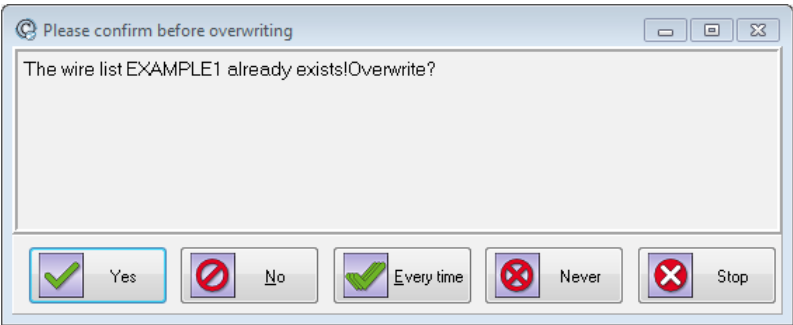 Please confirm before overwriting
The wire list EXAMPLE1 already exists!Overwrite?
Yes No Every time Never Stop